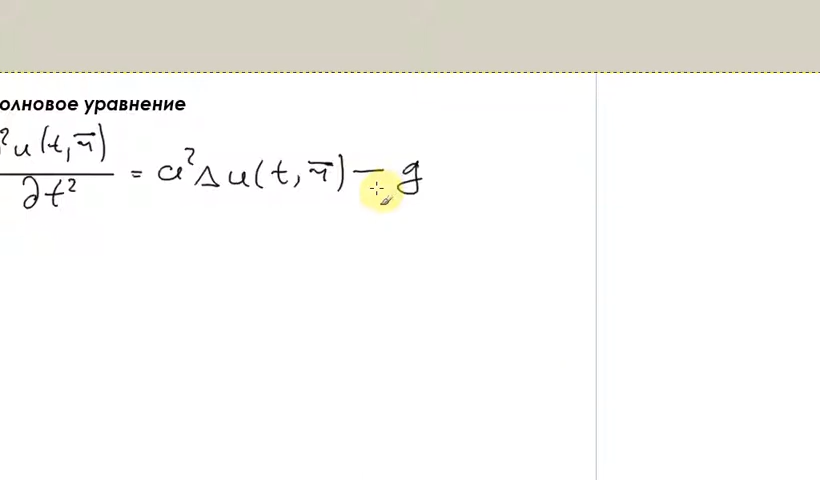 олновое уравнение
²u(t,r̄)
∂t² = a²Δu(t,r̄) − g